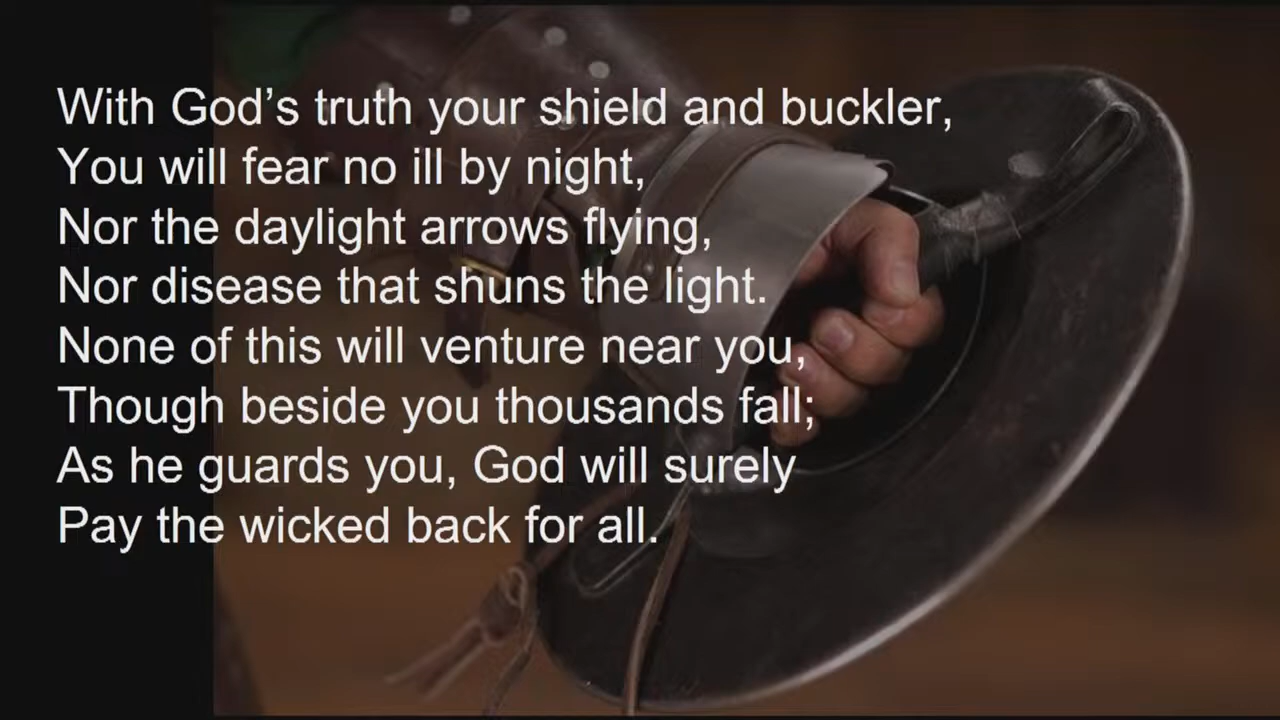 With God’s truth your shield and buckler,
You will fear no ill by night,
Nor the daylight arrows flying,
Nor disease that shuns the light.
None of this will venture near you,
Though beside you thousands fall;
As he guards you, God will surely
Pay the wicked back for all.